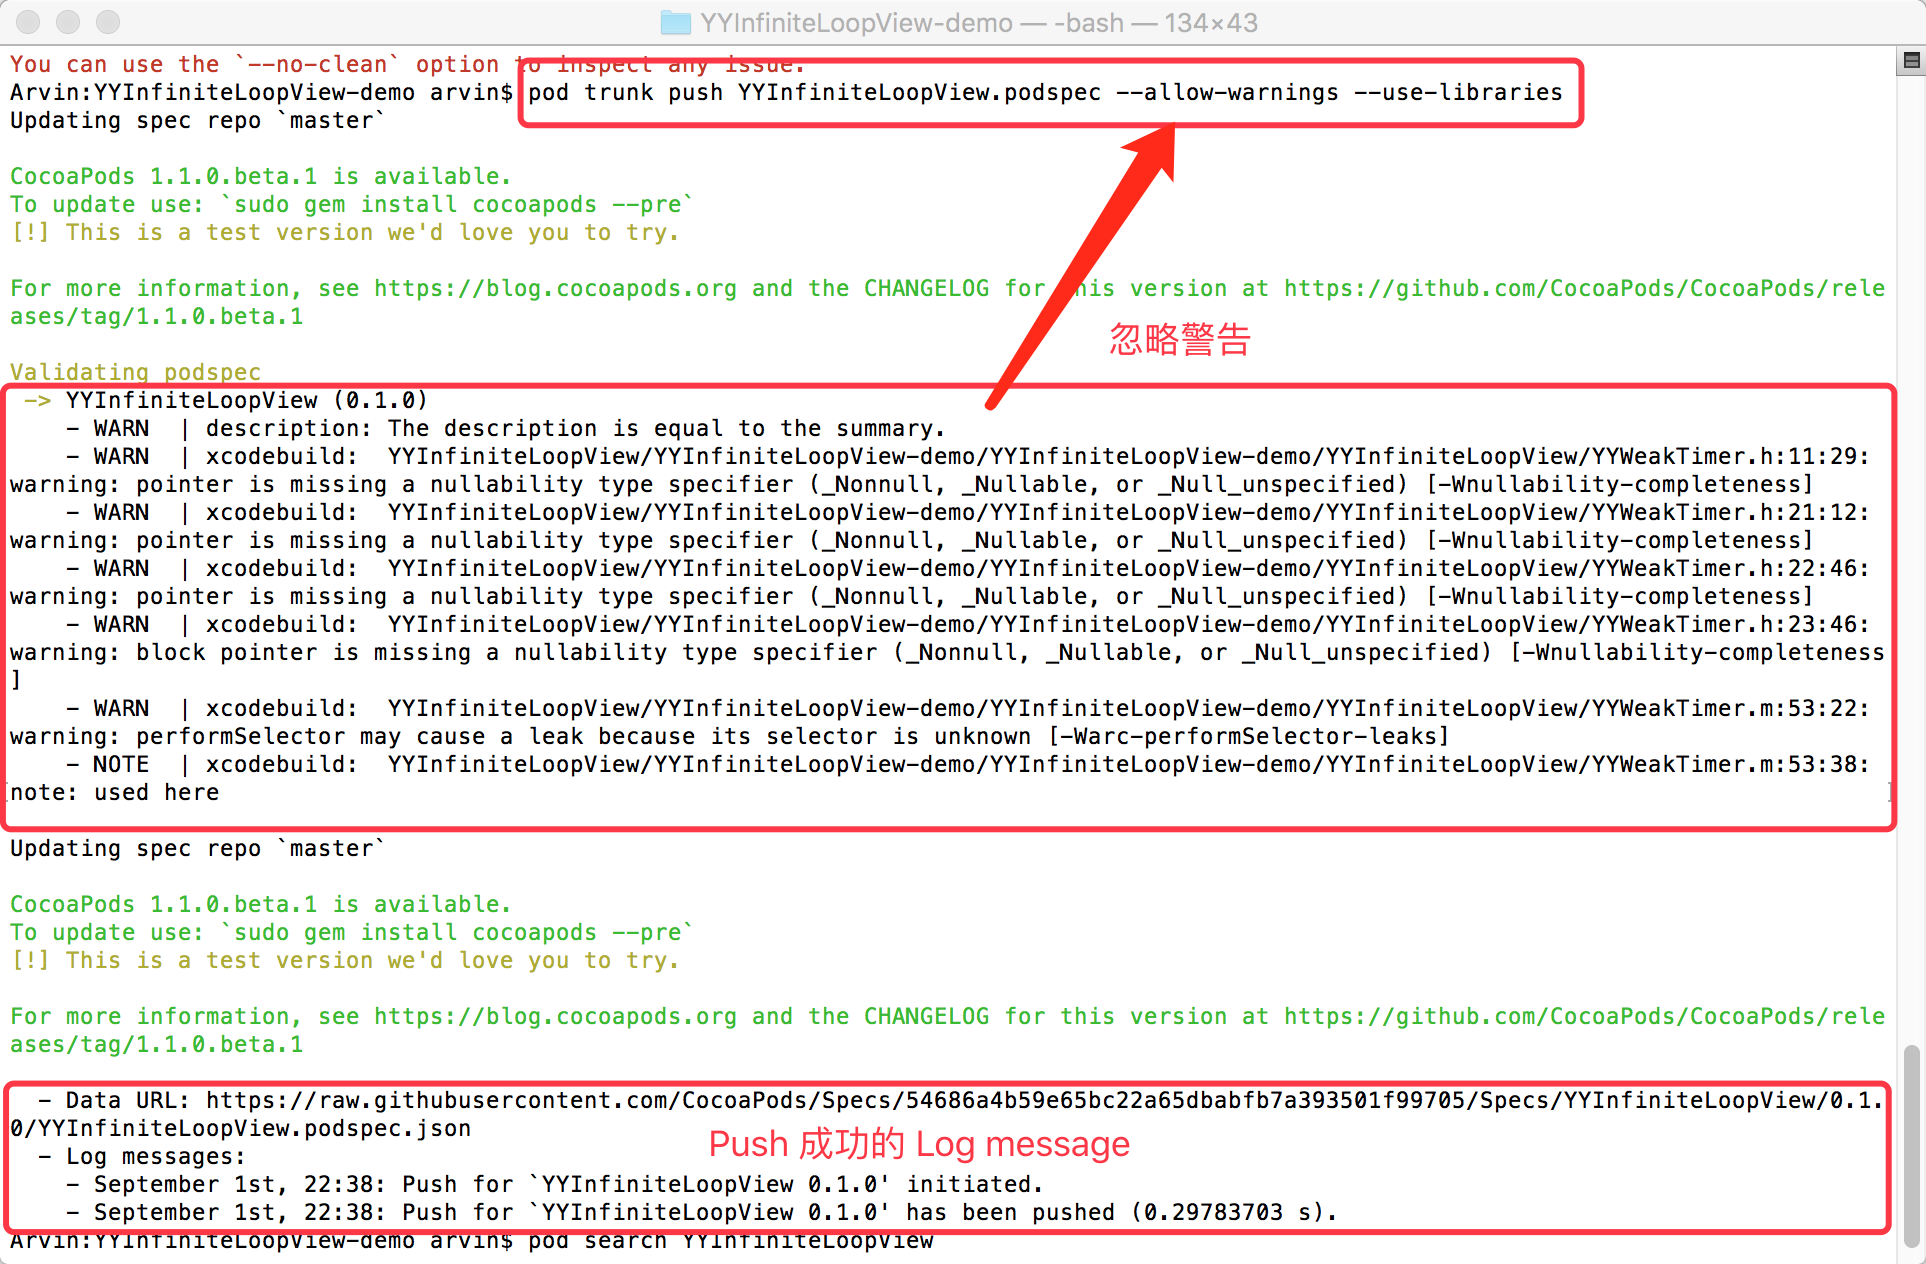 YYInfiniteLoopView-demo — -bash — 134×43
You can use the `--no-clean` option to inspect any issue.
Arvin:YYInfiniteLoopView-demo arvin$ pod trunk push YYInfiniteLoopView.podspec --allow-warnings --use-libraries
Updating spec repo `master`
CocoaPods 1.1.0.beta.1 is available.
To update use: `sudo gem install cocoapods --pre`
[!] This is a test version we'd love you to try.
For more information, see https://blog.cocoapods.org and the CHANGELOG for this version at https://github.com/CocoaPods/CocoaPods/rele
ases/tag/1.1.0.beta.1
忽略警告
Validating podspec
 -> YYInfiniteLoopView (0.1.0)
    - WARN  | description: The description is equal to the summary.
    - WARN  | xcodebuild:  YYInfiniteLoopView/YYInfiniteLoopView-demo/YYInfiniteLoopView-demo/YYInfiniteLoopView/YYWeakTimer.h:11:29:
warning: pointer is missing a nullability type specifier (_Nonnull, _Nullable, or _Null_unspecified) [-Wnullability-completeness]
    - WARN  | xcodebuild:  YYInfiniteLoopView/YYInfiniteLoopView-demo/YYInfiniteLoopView-demo/YYInfiniteLoopView/YYWeakTimer.h:21:12:
warning: pointer is missing a nullability type specifier (_Nonnull, _Nullable, or _Null_unspecified) [-Wnullability-completeness]
    - WARN  | xcodebuild:  YYInfiniteLoopView/YYInfiniteLoopView-demo/YYInfiniteLoopView-demo/YYInfiniteLoopView/YYWeakTimer.h:22:46:
warning: pointer is missing a nullability type specifier (_Nonnull, _Nullable, or _Null_unspecified) [-Wnullability-completeness]
    - WARN  | xcodebuild:  YYInfiniteLoopView/YYInfiniteLoopView-demo/YYInfiniteLoopView-demo/YYInfiniteLoopView/YYWeakTimer.h:23:46:
warning: block pointer is missing a nullability type specifier (_Nonnull, _Nullable, or _Null_unspecified) [-Wnullability-completeness
]
    - WARN  | xcodebuild:  YYInfiniteLoopView/YYInfiniteLoopView-demo/YYInfiniteLoopView-demo/YYInfiniteLoopView/YYWeakTimer.m:53:22:
warning: performSelector may cause a leak because its selector is unknown [-Warc-performSelector-leaks]
    - NOTE  | xcodebuild:  YYInfiniteLoopView/YYInfiniteLoopView-demo/YYInfiniteLoopView-demo/YYInfiniteLoopView/YYWeakTimer.m:53:38:
note: used here
Updating spec repo `master`
CocoaPods 1.1.0.beta.1 is available.
To update use: `sudo gem install cocoapods --pre`
[!] This is a test version we'd love you to try.
For more information, see https://blog.cocoapods.org and the CHANGELOG for this version at https://github.com/CocoaPods/CocoaPods/rele
ases/tag/1.1.0.beta.1
  - Data URL: https://raw.githubusercontent.com/CocoaPods/Specs/54686a4b59e65bc22a65dbabfb7a393501f99705/Specs/YYInfiniteLoopView/0.1.
0/YYInfiniteLoopView.podspec.json
Push 成功的 Log message
  - Log messages:
    - September 1st, 22:38: Push for `YYInfiniteLoopView 0.1.0' initiated.
    - September 1st, 22:38: Push for `YYInfiniteLoopView 0.1.0' has been pushed (0.29783703 s).
Arvin:YYInfiniteLoopView-demo arvin$ pod search YYInfiniteLoopView